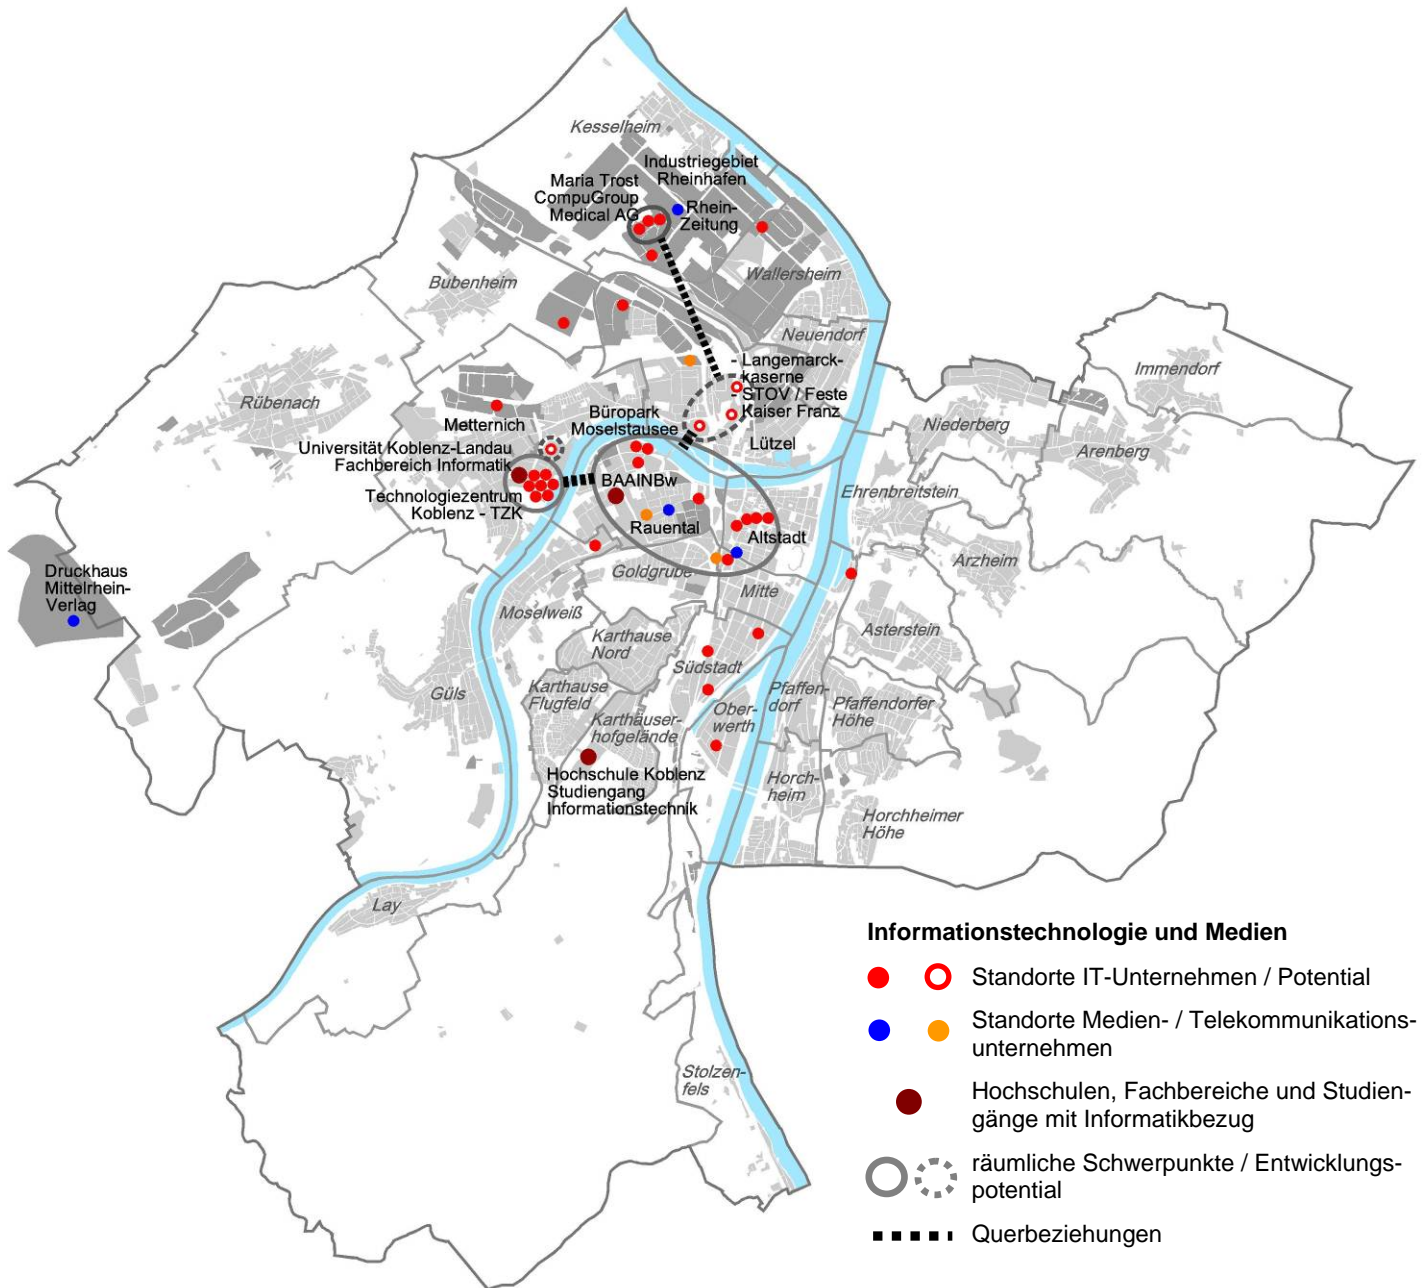 Kesselheim
Industriegebiet
Rheinhafen
Maria Trost
CompuGroup
Medical AG
Rhein-
Zeitung
Wallersheim
Bubenheim
Neuendorf
- Langemarck-
kaserne
- STOV / Feste
Kaiser Franz
Immendorf
Rübenach
Büropark
Moselstausee
Metternich
Lützel
Niederberg
Arenberg
Universität Koblenz-Landau
Fachbereich Informatik
BAAINBw
Technologiezentrum
Koblenz - TZK
Ehrenbreitstein
Rauental
Altstadt
Arzheim
Druckhaus
Mittelrhein-
Verlag
Goldgrube
Mitte
Moselweiß
Asterstein
Karthause
Nord
Südstadt
Güls
Karthause
Flugfeld
Pfaffen-
dorf
Pfaffendorfer
Höhe
Ober-
werth
Karthäuser-
hofgelände
Hochschule Koblenz
Studiengang
Informationstechnik
Horch-
heim
Horchheimer
Höhe
Lay
Stolzen-
fels
Informationstechnologie und Medien
Standorte IT-Unternehmen / Potential
Standorte Medien- / Telekommunikations-
unternehmen
Hochschulen, Fachbereiche und Studien-
gänge mit Informatikbezug
räumliche Schwerpunkte / Entwicklungs-
potential
Querbeziehungen